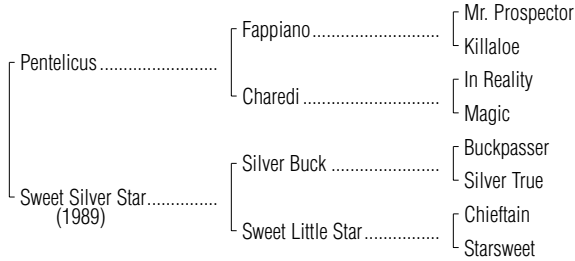 Mr. Prospector
Fappiano
Killaloe
Pentelicus
In Reality
Charedi
Magic
Buckpasser
Silver Buck
Silver True
Sweet Silver Star
(1989)
Chieftain
Sweet Little Star
Starsweet